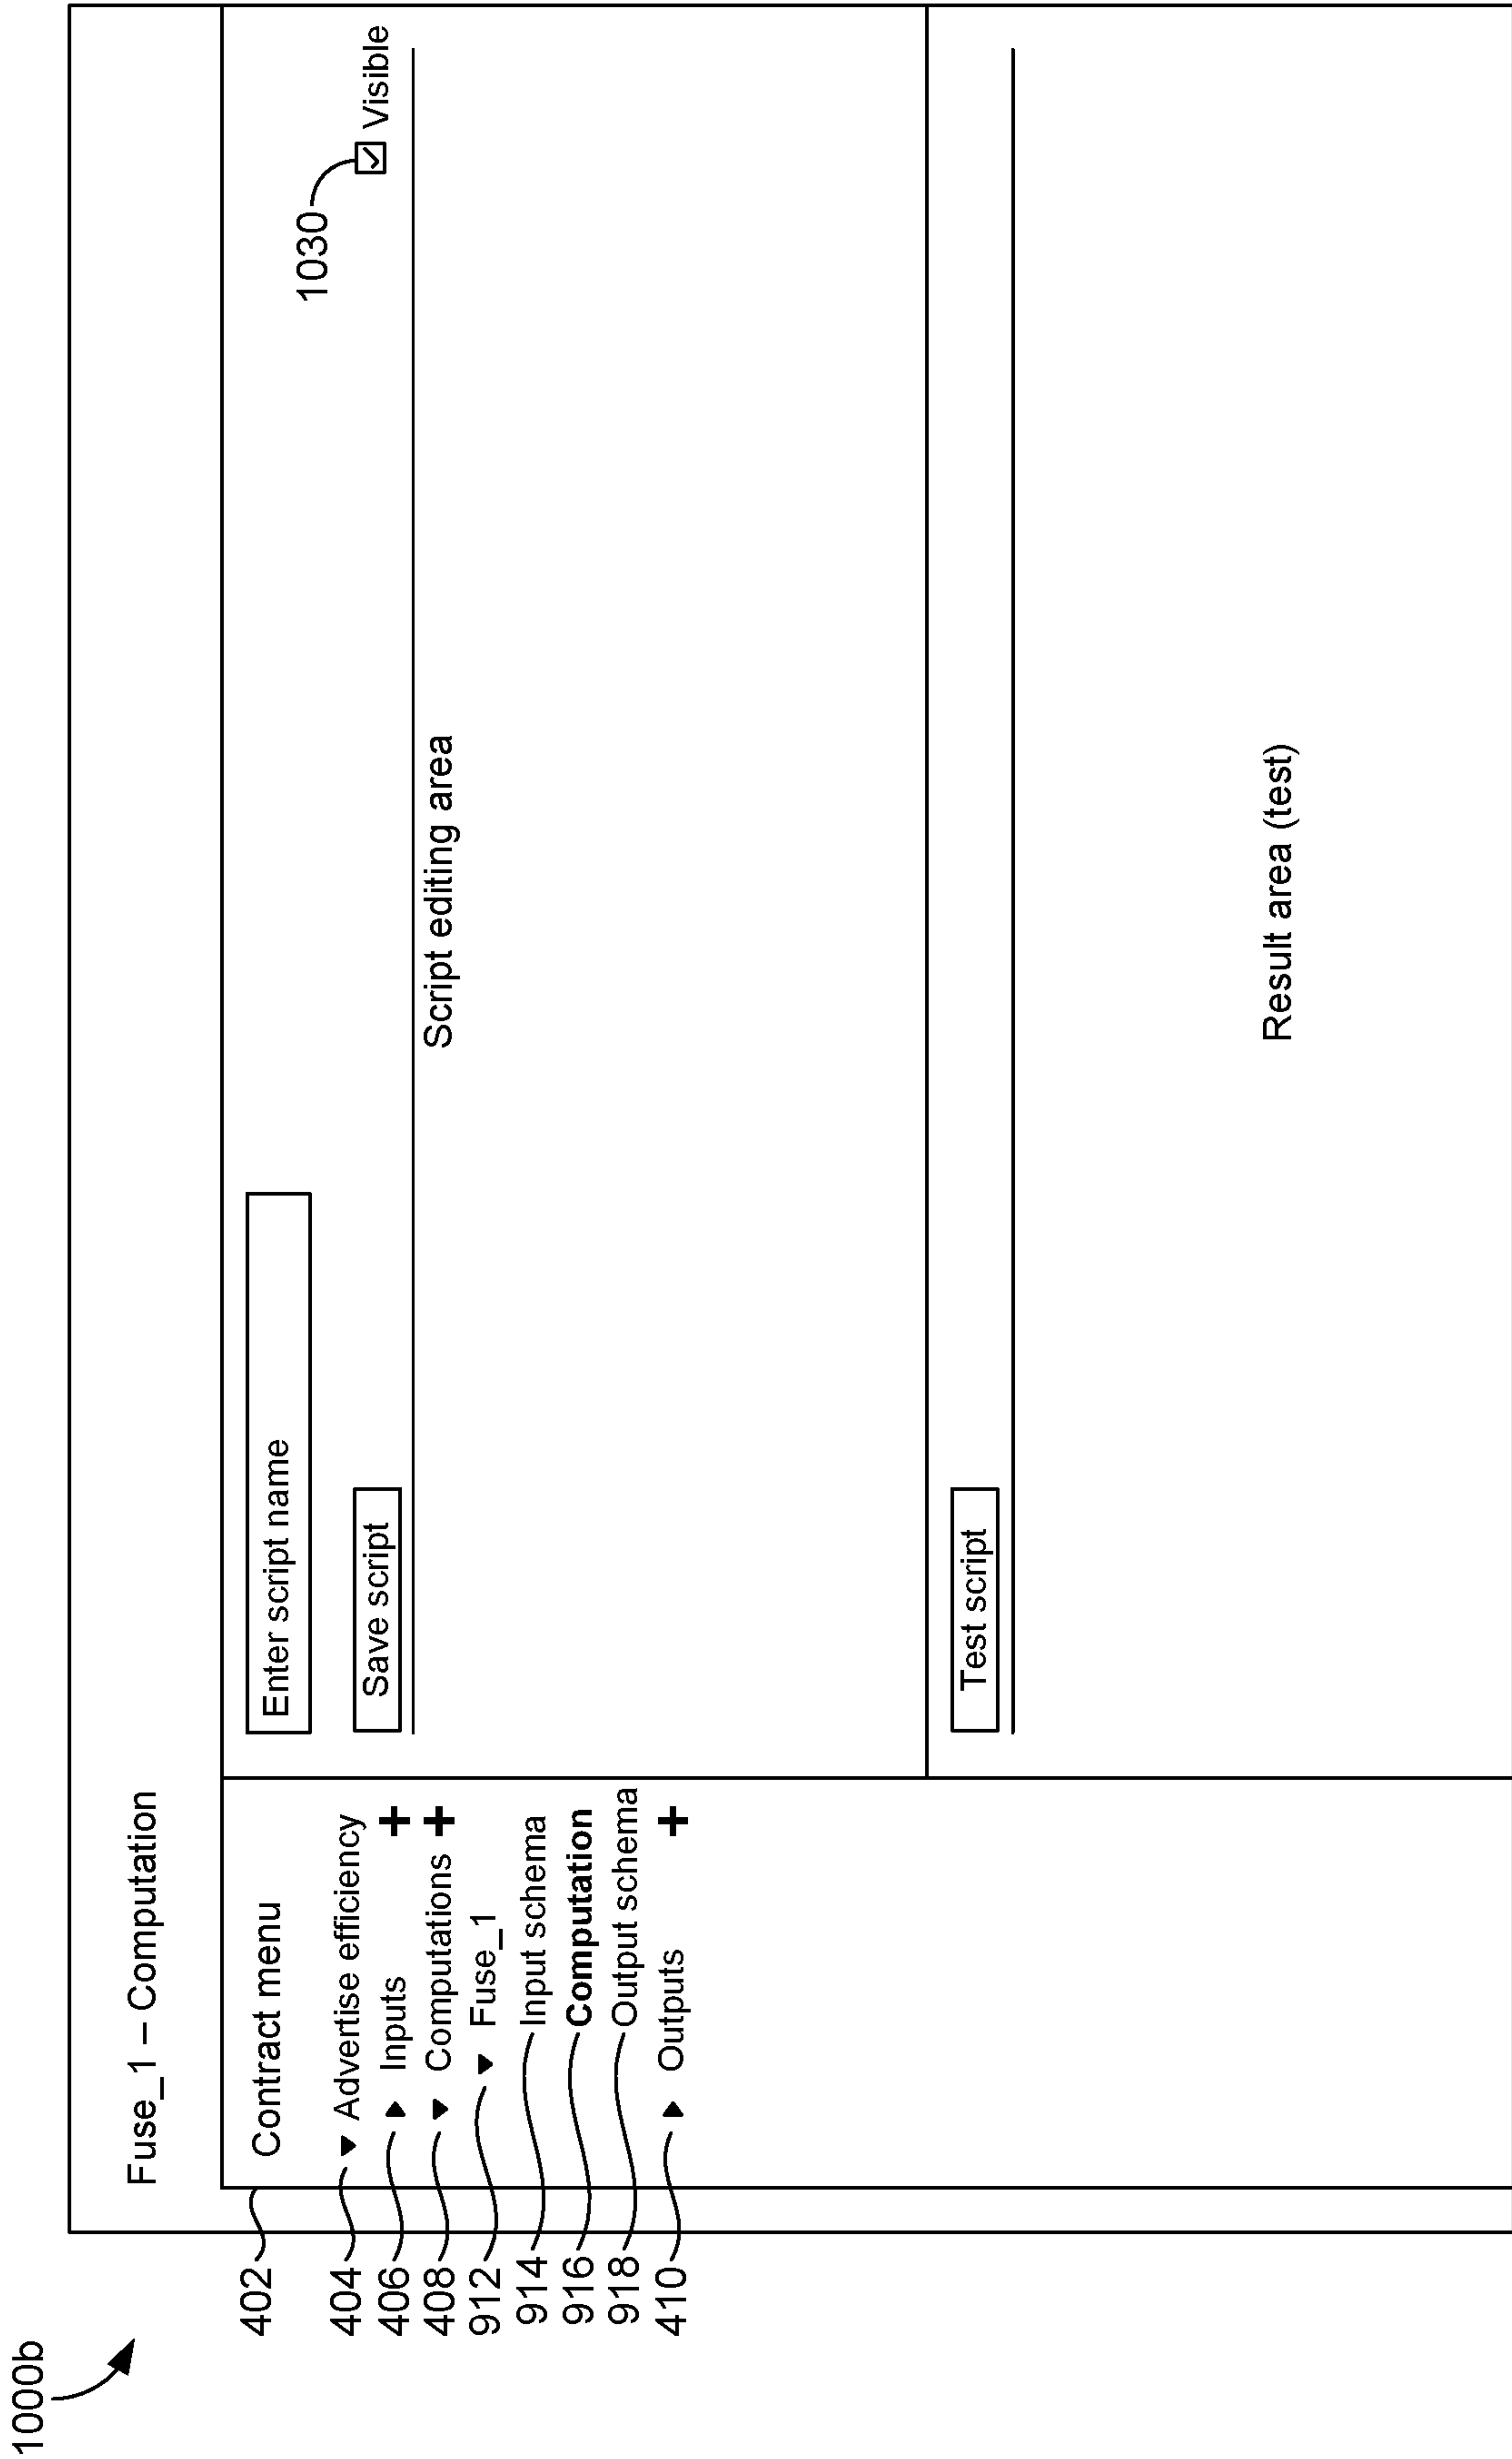 1000b
Fuse_1 – Computation
402
Contract menu
404
Advertise efficiency
406
Inputs +
408
Computations +
912
Fuse_1
914
Input schema
916
Computation
918
Output schema
410
Outputs +
Enter script name
1030
Save script
Visible
Script editing area
Test script
Result area (test)